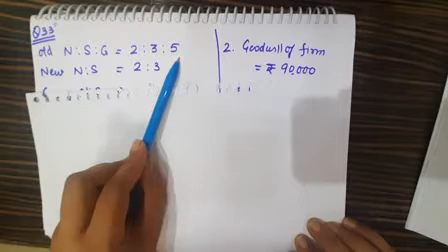 Q33
Old N:S:G = 2:3:5
New N:S = 2:3
2. Goodwill of firm
= ₹ 90,000